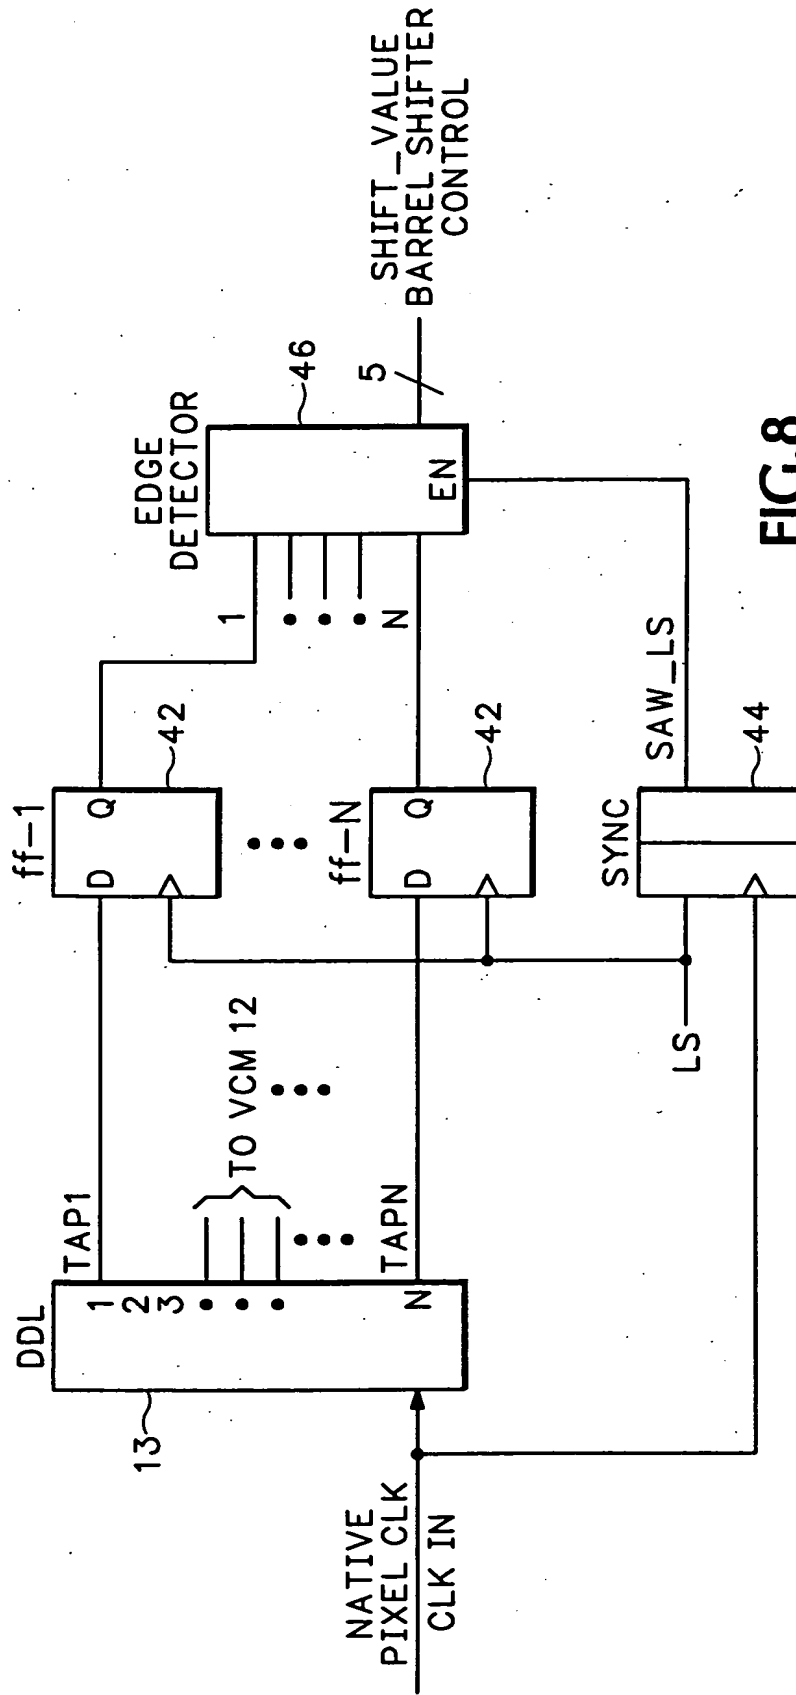 NATIVE
PIXEL CLK
CLK IN
13
DDL
1
2
3
N
TAP1
TO VCM 12
TAPN
LS
ff-1
D
Q
42
ff-N
D
Q
42
SYNC
44
SAW_LS
1
N
EDGE
DETECTOR
46
EN
5
SHIFT_VALUE
BARREL SHIFTER
CONTROL
FIG.8